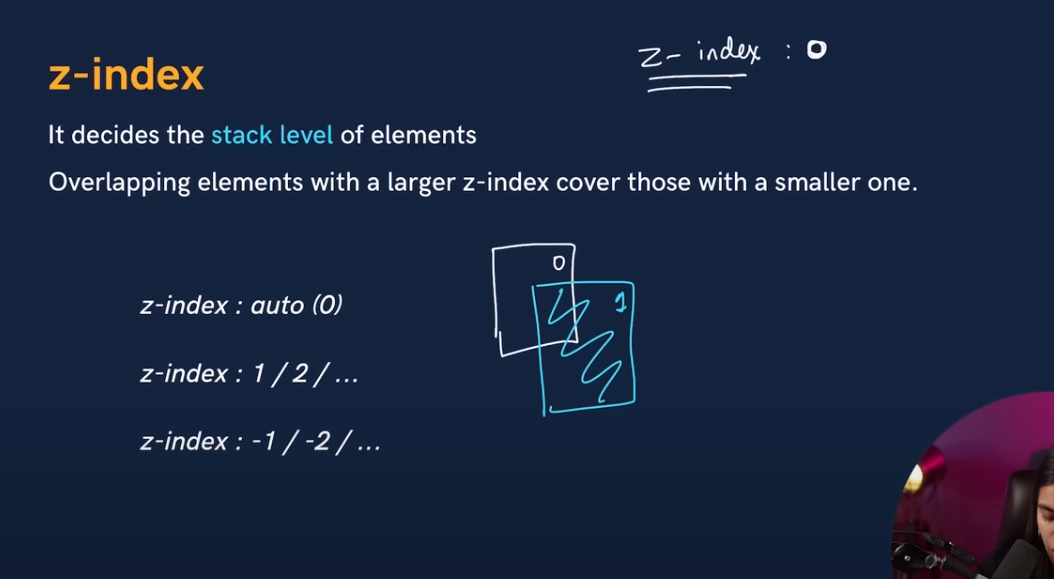 z-index : 0
z-index
It decides the stack level of elements
Overlapping elements with a larger z-index cover those with a smaller one.
0
1
z-index : auto (0)
z-index : 1 / 2 / ...
z-index : -1 / -2 / ...